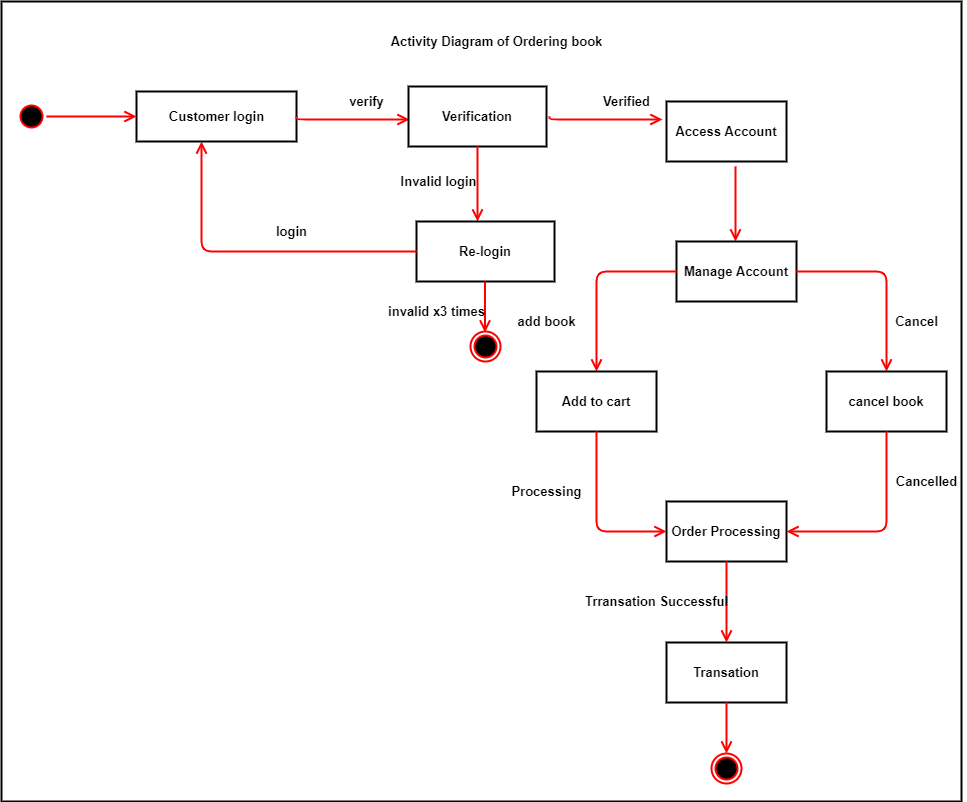 Activity Diagram of Ordering book
Customer login
verify
Verification
Verified
Access Account
Invalid login
login
Re-login
Manage Account
invalid x3 times
add book
Cancel
Add to cart
cancel book
Processing
Cancelled
Order Processing
Trransation Successful
Transation